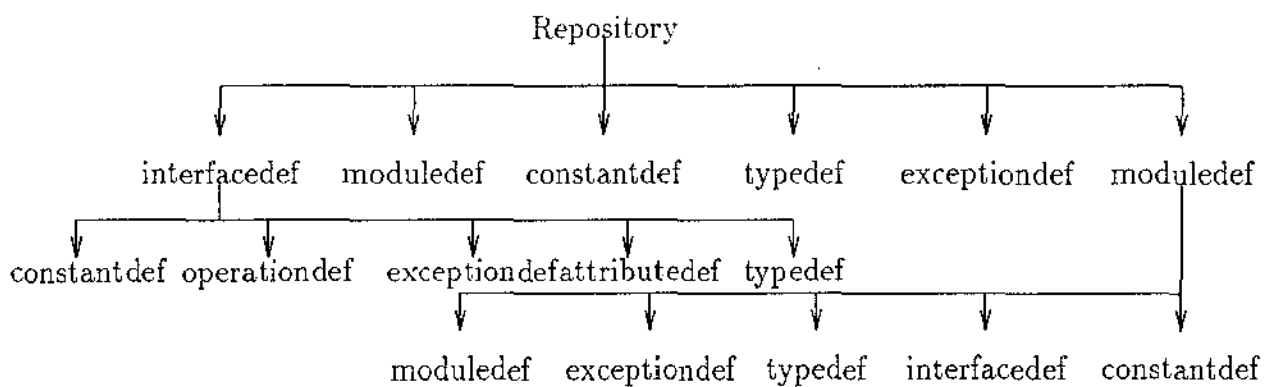 Repository
interfacedef moduledef constantdef typedef exceptiondef moduledef
constantdef operationdef exceptiondefattributedef typedef
moduledef exceptiondef typedef interfacedef constantdef